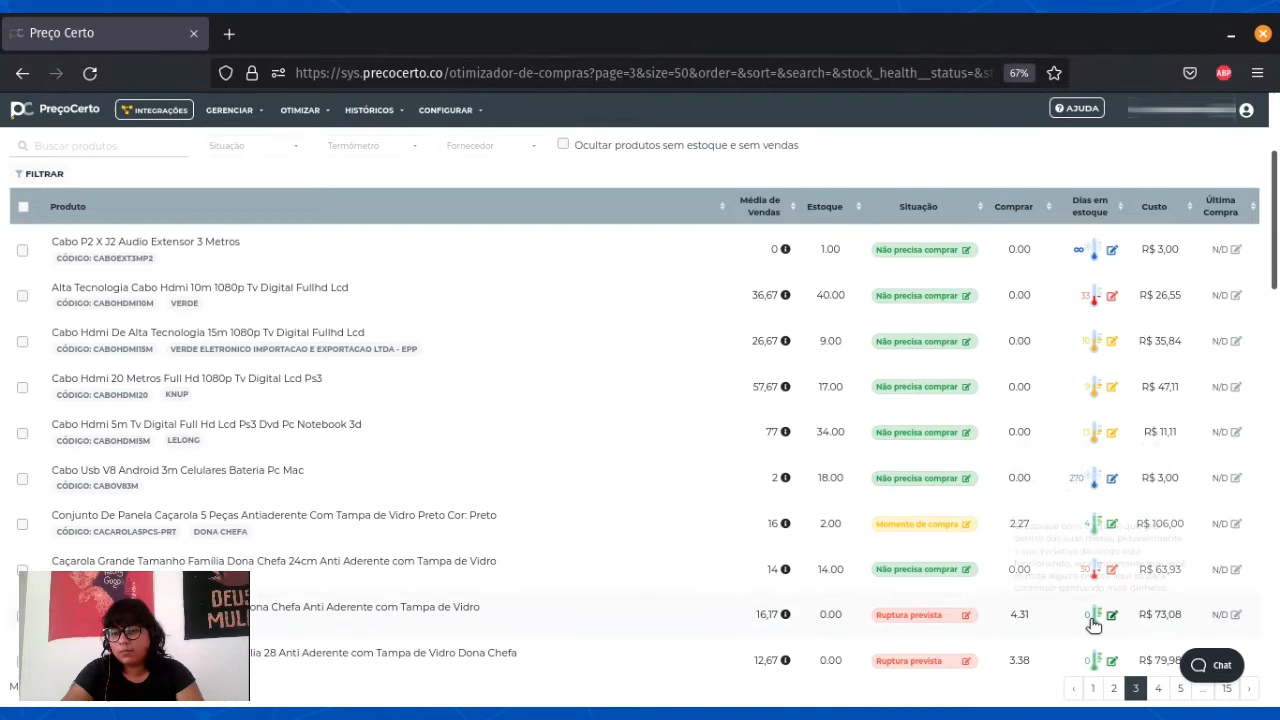 Preço Certo
https://sys.precocerto.co/otimizador-de-compras?page=3&size=50&order=&sort=&search=&stock_health__status=&st
67%
ABP
PreçoCerto
INTEGRAÇÕES
GERENCIAR
OTIMIZAR
HISTÓRICOS
CONFIGURAR
AJUDA
Buscar produtos
Situação
Termômetro
Fornecedor
Ocultar produtos sem estoque e sem vendas
FILTRAR
Produto Média de Vendas Estoque Situação Comprar Dias em estoque Custo Última Compra
Cabo P2 X J2 Audio Extensor 3 Metros
CÓDIGO: CABOEXT3MP2
0 1.00 Não precisa comprar 0.00 ∞ R$ 3,00 N/D
Alta Tecnologia Cabo Hdmi 10m 1080p Tv Digital Fullhd Lcd
CÓDIGO: CABOHDMI10M VERDE
36,67 40.00 Não precisa comprar 0.00 33 R$ 26,55 N/D
Cabo Hdmi De Alta Tecnologia 15m 1080p Tv Digital Fullhd Lcd
CÓDIGO: CABOHDMI15M VERDE ELETRONICO IMPORTACAO E EXPORTACAO LTDA - EPP
26,67 9.00 Não precisa comprar 0.00 10 R$ 35,84 N/D
Cabo Hdmi 20 Metros Full Hd 1080p Tv Digital Lcd Ps3
CÓDIGO: CABOHDMI20 KNUP
57,67 17.00 Não precisa comprar 0.00 9 R$ 47,11 N/D
Cabo Hdmi 5m Tv Digital Full Hd Lcd Ps3 Dvd Pc Notebook 3d
CÓDIGO: CABOHDMI5M LELONG
77 34.00 Não precisa comprar 0.00 13 R$ 11,11 N/D
Cabo Usb V8 Android 3m Celulares Bateria Pc Mac
CÓDIGO: CABOV83M
2 18.00 Não precisa comprar 0.00 270 R$ 3,00 N/D
Conjunto De Panela Caçarola 5 Peças Antiaderente Com Tampa de Vidro Preto Cor: Preto
CÓDIGO: CACAROLA5PCS-PRT DONA CHEFA
16 2.00 Momento de compra 2.27 4 R$ 106,00 N/D
Caçarola Grande Tamanho Família Dona Chefa 24cm Anti Aderente com Tampa de Vidro
14 14.00 Não precisa comprar 0.00 30 R$ 63,93 N/D
ona Chefa Anti Aderente com Tampa de Vidro
16,17 0.00 Ruptura prevista 4.31 0 R$ 73,08 N/D
lia 28 Anti Aderente com Tampa de Vidro Dona Chefa
12,67 0.00 Ruptura prevista 3.38 0 R$ 79,98
DEUS
MUL
Chat
‹ 1 2 3 4 5 ... 15 ›